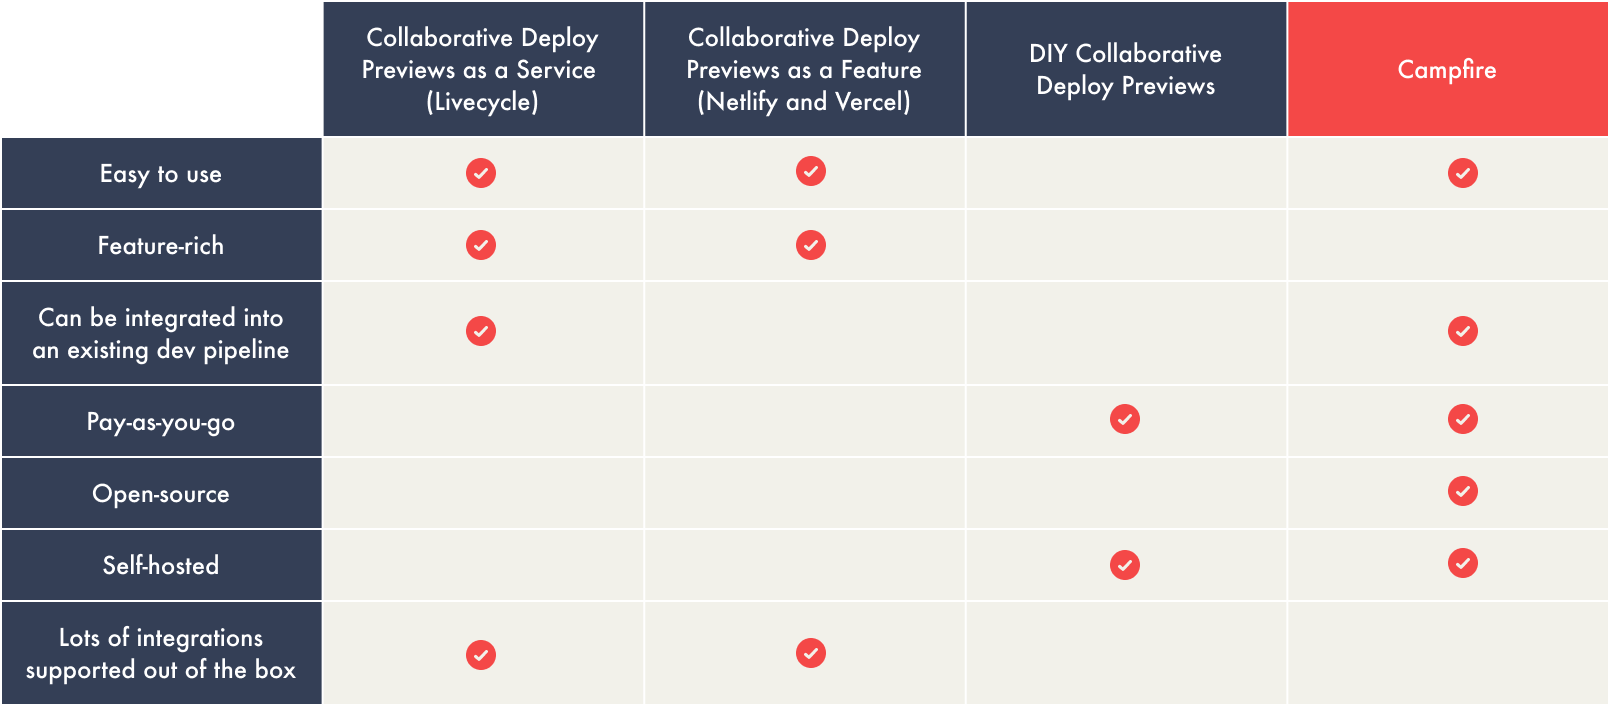 Collaborative Deploy
Previews as a Service
(Livecycle)
Collaborative Deploy
Previews as a Feature
(Netlify and Vercel)
DIY Collaborative
Deploy Previews
Campfire
Easy to use
Feature-rich
Can be integrated into
an existing dev pipeline
Pay-as-you-go
Open-source
Self-hosted
Lots of integrations
supported out of the box